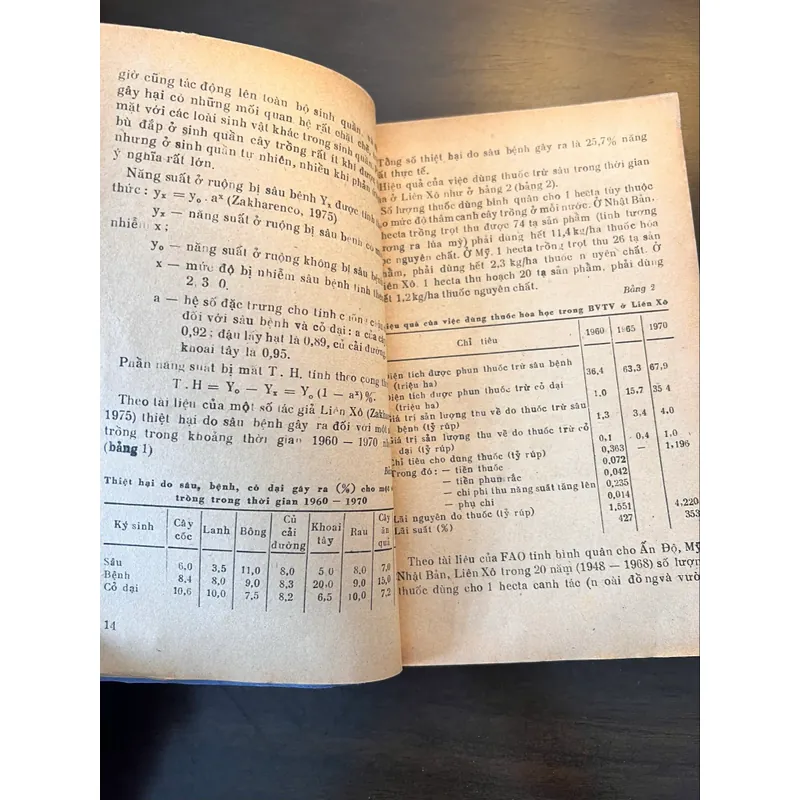 giờ cũng tác động lên toàn bộ sinh quần,
gây hại có những mối quan hệ rất chặt chẽ
mặt với các loài sinh vật khác trong sinh quần
bù đắp ở sinh quần cây trồng rất ít khi được
nhưng ở sinh quần tự nhiên, nhiều khi phần
ý nghĩa rất lớn.
Năng suất ở ruộng bị sâu bệnh Yₓ được tính
thức: yₓ = yₒ . aˣ (Zakharenco, 1975)
yₓ — năng suất ở ruộng bị sâu bệnh có
nhiễm x;
yₒ — năng suất ở ruộng không bị sâu bệnh
x — mức độ bị nhiễm sâu bệnh tính theo
2. 3 0.
a — hệ số đặc trưng cho tính
đối với sâu bệnh và cỏ dại: a của
0,92; đậu lấy hạt là 0,89, củ cải đường
khoai tây là 0,95.
Phần năng suất bị mất T . H. tính theo công
T . H = Yₒ — Yₓ = Yₒ (1 — aˣ)%.
Theo tài liệu của một số tác giả Liên Xô
1975) thiệt hại do sâu bệnh gây ra đối với một
trồng trong khoảng thời gian 1960 — 1970
(bảng 1)
Thiệt hại do sâu, bệnh, cỏ dại gây ra (%) cho một
trồng trong thời gian 1960 — 1970
Ký sinh | Cây cốc | Lanh | Bông | Củ cải đường | Khoai tây | Rau | Cây ăn quả
Sâu 6,0 3,5 11,0 8,0 5,0 8,0 7,0
Bệnh 8,4 8,0 9,0 8,3 20,0 9,0 15,0
Cỏ dại 10,6 10,0 7,5 8,2 6,5 10,0 7,2
14
Tổng số thiệt hại do sâu bệnh gây ra là 25,7% năng
thực tế.
Hiệu quả của việc dùng thuốc trừ sâu trong thời gian
ở Liên Xô như ở bảng 2 (bảng 2).
Số lượng thuốc dùng bình quân cho 1 hecta tùy thuộc
mức độ thâm canh cây trồng ở mỗi nước. Ở Nhật Bản.
hecta trồng trọt thu được 74 tạ sản phẩm (tính tương
ra lúa mỳ) phải dùng hết 11,4 kg/ha thuốc
nguyên chất. Ở Mỹ. 1 hecta trồng trọt thu 26 tạ sản
phải dùng hết 2,3 kg/ha thuốc n uyên chất. Ở
Xô. 1 hecta thu hoạch 20 tạ sản phẩm, phải dùng
1,2 kg/ha thuốc nguyên chất.
Bảng 2
quả của việc dùng thuốc hóa học trong BVTV ở Liên Xô
Chỉ tiêu | 1960 | 1965 | 1970
tích được phun thuốc trừ sâu bệnh
(triệu ha) 36,4 63,3 67,9
tích được phun thuốc trừ cỏ dại
(triệu ha) 1.0 15,7 35 4
trị sản lượng thu về do thuốc trừ sâu
bệnh (tỷ rúp) 1,3 3,4 4.0
trị sản lượng thu về do thuốc trừ cỏ
dại (tỷ rúp) 0,1 0,4 1,0
Chỉ tiêu cho dùng thuốc (tỷ rúp) 0,363 — 1,196
Trong đó: — tiền thuốc 0,072
— tiền phun rắc 0,042
— chi phí thu năng suất tăng lên 0,235
— phụ chi 0,014
Lãi nguyên do thuốc (tỷ rúp) 1,551 4,220
Lãi suất (%) 427 353
Theo tài liệu của FAO tính bình quân cho Ấn Độ, Mỹ
Nhật Bản, Liên Xô trong 20 năm (1948 — 1968) số lượn
thuốc dùng cho 1 hecta canh tác (n oài đồng và vườ